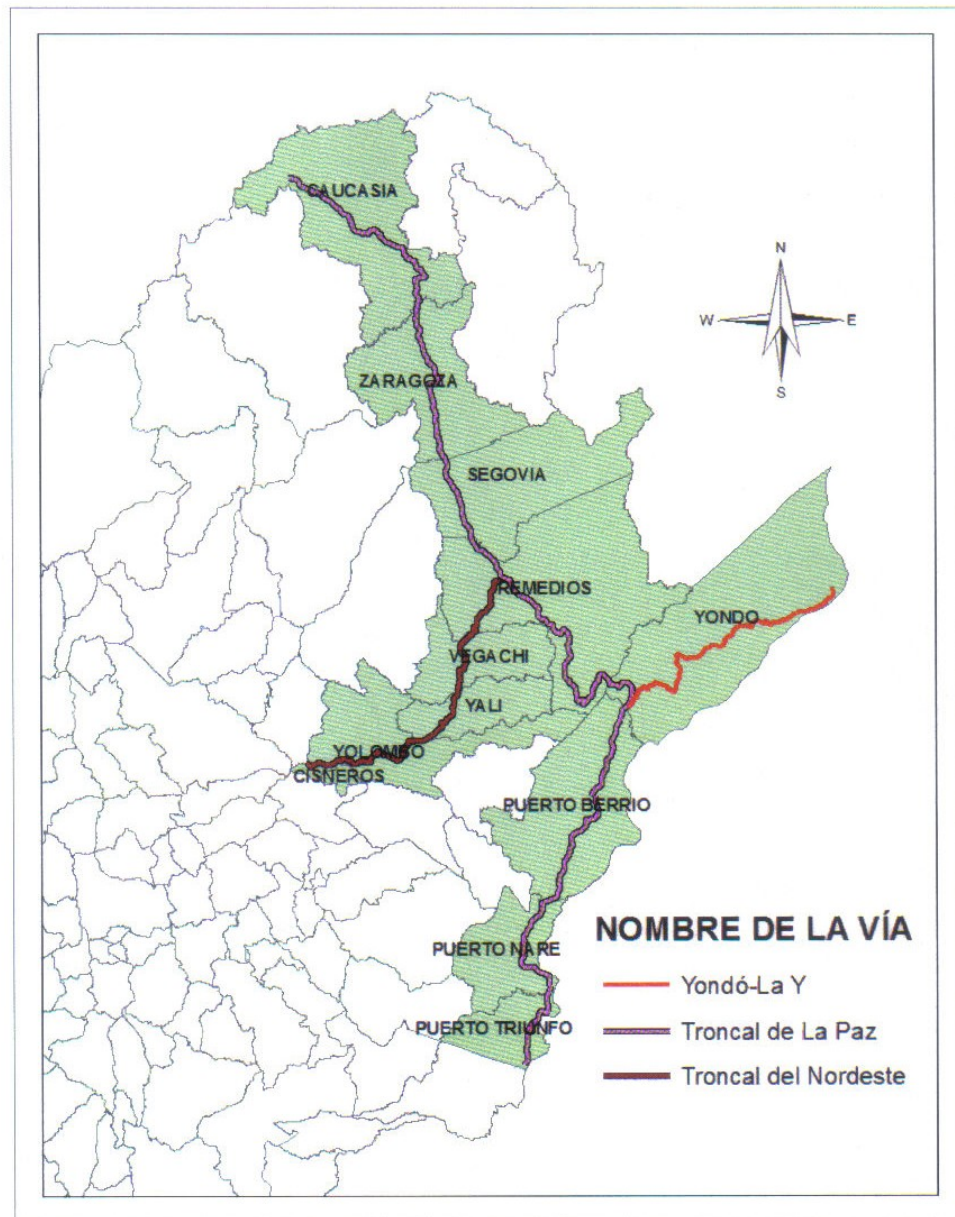 CAUCASIA
N
W E
S
ZARAGOZA
SEGOVIA
REMEDIOS
YONDO
VEGACHI
YALI
YOLOMBO
CISNEROS
PUERTO BERRIO
NOMBRE DE LA VÍA
PUERTO NARE
Yondó-La Y
PUERTO TRIUNFO
Troncal de La Paz
Troncal del Nordeste